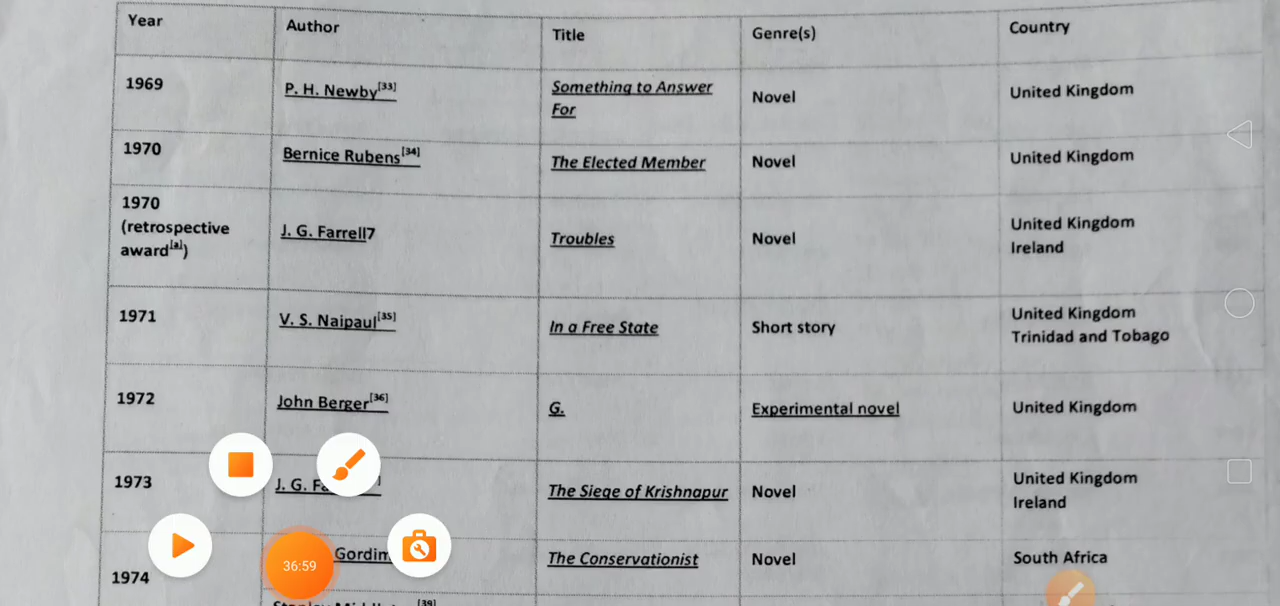 Year Author Title Genre(s) Country
1969 P. H. Newby[33] Something to Answer For Novel United Kingdom
1970 Bernice Rubens[34] The Elected Member Novel United Kingdom
1970 (retrospective award[a]) J. G. Farrell7 Troubles Novel United Kingdom Ireland
1971 V. S. Naipaul[35] In a Free State Short story United Kingdom Trinidad and Tobago
1972 John Berger[36] G. Experimental novel United Kingdom
1973 J. G. The Siege of Krishnapur Novel United Kingdom Ireland
1974 The Conservationist Novel South Africa
36:59
[39]